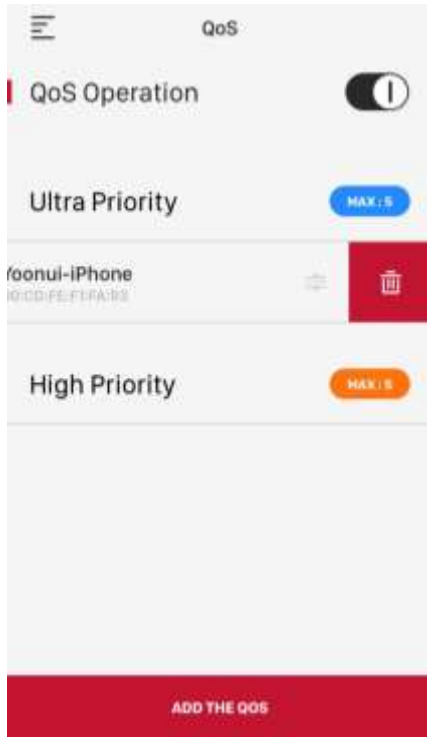 QoS
QoS Operation
Ultra Priority
MAX : 5
Yoonui-iPhone
High Priority
MAX : 5
ADD THE QOS